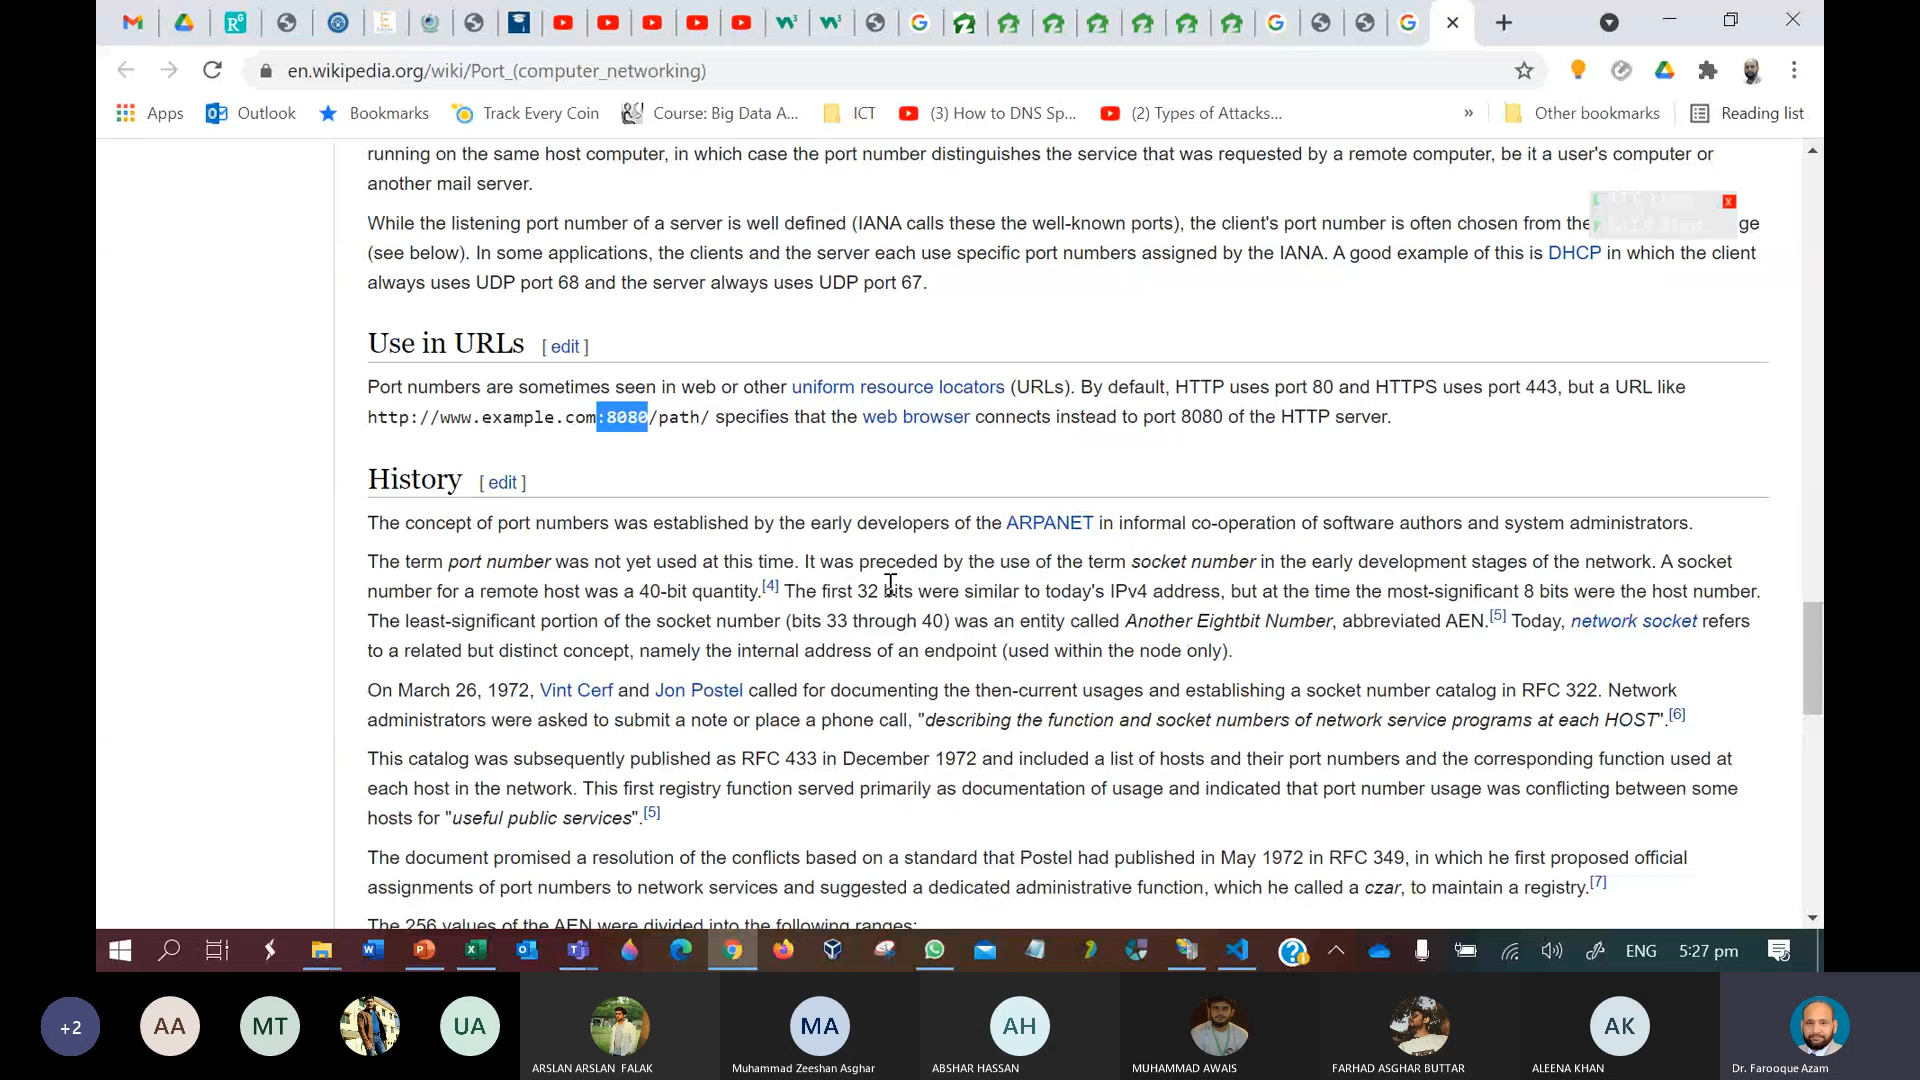 en.wikipedia.org/wiki/Port_(computer_networking)
Apps Outlook Bookmarks Track Every Coin Course: Big Data A... ICT (3) How to DNS Sp... (2) Types of Attacks... » Other bookmarks Reading list
running on the same host computer, in which case the port number distinguishes the service that was requested by a remote computer, be it a user's computer or
another mail server.
While the listening port number of a server is well defined (IANA calls these the well-known ports), the client's port number is often chosen from the ge
(see below). In some applications, the clients and the server each use specific port numbers assigned by the IANA. A good example of this is DHCP in which the client
always uses UDP port 68 and the server always uses UDP port 67.
Use in URLs [ edit ]
Port numbers are sometimes seen in web or other uniform resource locators (URLs). By default, HTTP uses port 80 and HTTPS uses port 443, but a URL like
http://www.example.com:8080/path/ specifies that the web browser connects instead to port 8080 of the HTTP server.
History [ edit ]
The concept of port numbers was established by the early developers of the ARPANET in informal co-operation of software authors and system administrators.
The term port number was not yet used at this time. It was preceded by the use of the term socket number in the early development stages of the network. A socket
number for a remote host was a 40-bit quantity.[4] The first 32 bits were similar to today's IPv4 address, but at the time the most-significant 8 bits were the host number.
The least-significant portion of the socket number (bits 33 through 40) was an entity called Another Eightbit Number, abbreviated AEN.[5] Today, network socket refers
to a related but distinct concept, namely the internal address of an endpoint (used within the node only).
On March 26, 1972, Vint Cerf and Jon Postel called for documenting the then-current usages and establishing a socket number catalog in RFC 322. Network
administrators were asked to submit a note or place a phone call, "describing the function and socket numbers of network service programs at each HOST".[6]
This catalog was subsequently published as RFC 433 in December 1972 and included a list of hosts and their port numbers and the corresponding function used at
each host in the network. This first registry function served primarily as documentation of usage and indicated that port number usage was conflicting between some
hosts for "useful public services".[5]
The document promised a resolution of the conflicts based on a standard that Postel had published in May 1972 in RFC 349, in which he first proposed official
assignments of port numbers to network services and suggested a dedicated administrative function, which he called a czar, to maintain a registry.[7]
The 256 values of the AEN were divided into the following ranges:
ENG 5:27 pm
+2 AA MT UA MA AH AK
ARSLAN ARSLAN FALAK Muhammad Zeeshan Asghar ABSHAR HASSAN MUHAMMAD AWAIS FARHAD ASGHAR BUTTAR ALEENA KHAN Dr. Farooque Azam